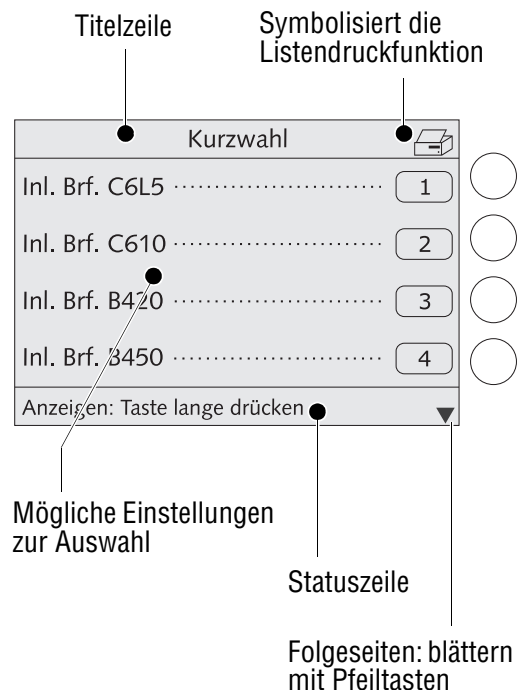 Titelzeile
Symbolisiert die
Listendruckfunktion
Kurzwahl
Inl. Brf. C6L5 ································ 1
Inl. Brf. C610 ································ 2
Inl. Brf. B420 ································ 3
Inl. Brf. B450 ································ 4
Anzeigen: Taste lange drücken
Mögliche Einstellungen
zur Auswahl
Statuszeile
Folgeseiten: blättern
mit Pfeiltasten